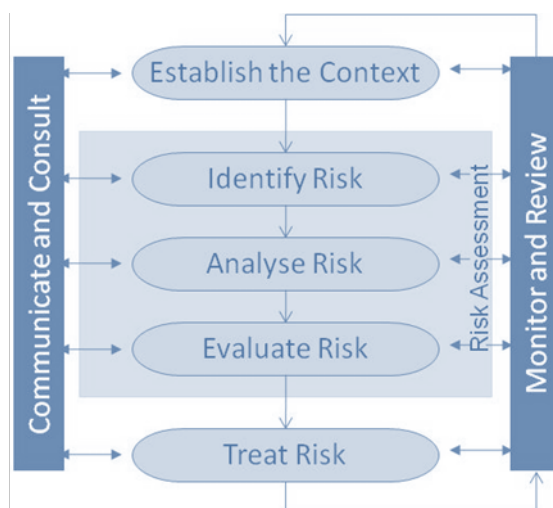 Establish the Context
Identify Risk
Analyse Risk
Evaluate Risk
Treat Risk
Communicate and Consult
Risk Assessment
Monitor and Review